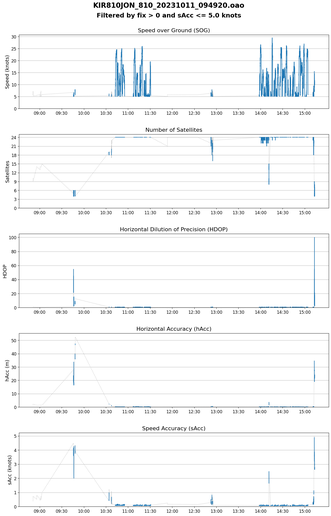 KIR810JON_810_20231011_094920.oao
Filtered by fix > 0 and sAcc <= 5.0 knots
Speed over Ground (SOG)
Speed (knots)
30
25
20
15
10
5
0
09:00 09:30 10:00 10:30 11:00 11:30 12:00 12:30 13:00 13:30 14:00 14:30 15:00
Number of Satellites
Satellites
24
21
18
15
12
9
6
3
0
09:00 09:30 10:00 10:30 11:00 11:30 12:00 12:30 13:00 13:30 14:00 14:30 15:00
Horizontal Dilution of Precision (HDOP)
HDOP
100
80
60
40
20
0
09:00 09:30 10:00 10:30 11:00 11:30 12:00 12:30 13:00 13:30 14:00 14:30 15:00
Horizontal Accuracy (hAcc)
hAcc (m)
50
40
30
20
10
0
09:00 09:30 10:00 10:30 11:00 11:30 12:00 12:30 13:00 13:30 14:00 14:30 15:00
Speed Accuracy (sAcc)
sAcc (knots)
5
4
3
2
1
0
09:00 09:30 10:00 10:30 11:00 11:30 12:00 12:30 13:00 13:30 14:00 14:30 15:00